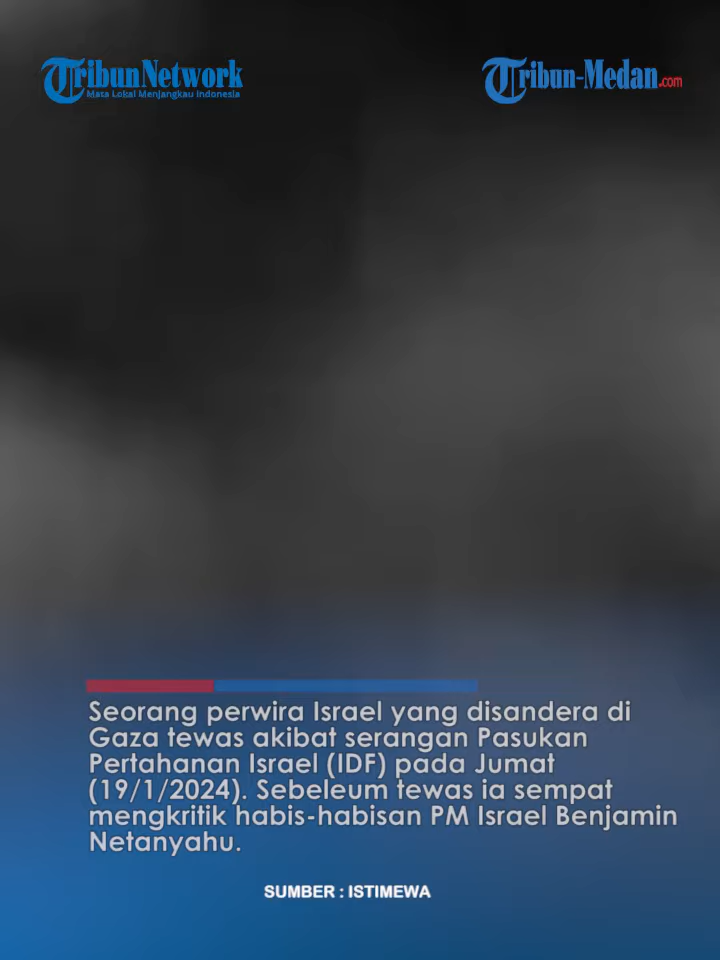 TribunNetwork
Mata Lokal Menjangkau Indonesia
Tribun-Medan.com
Seorang perwira Israel yang disandera di
Gaza tewas akibat serangan Pasukan
Pertahanan Israel (IDF) pada Jumat
(19/1/2024). Sebeleum tewas ia sempat
mengkritik habis-habisan PM Israel Benjamin
Netanyahu.
SUMBER : ISTIMEWA